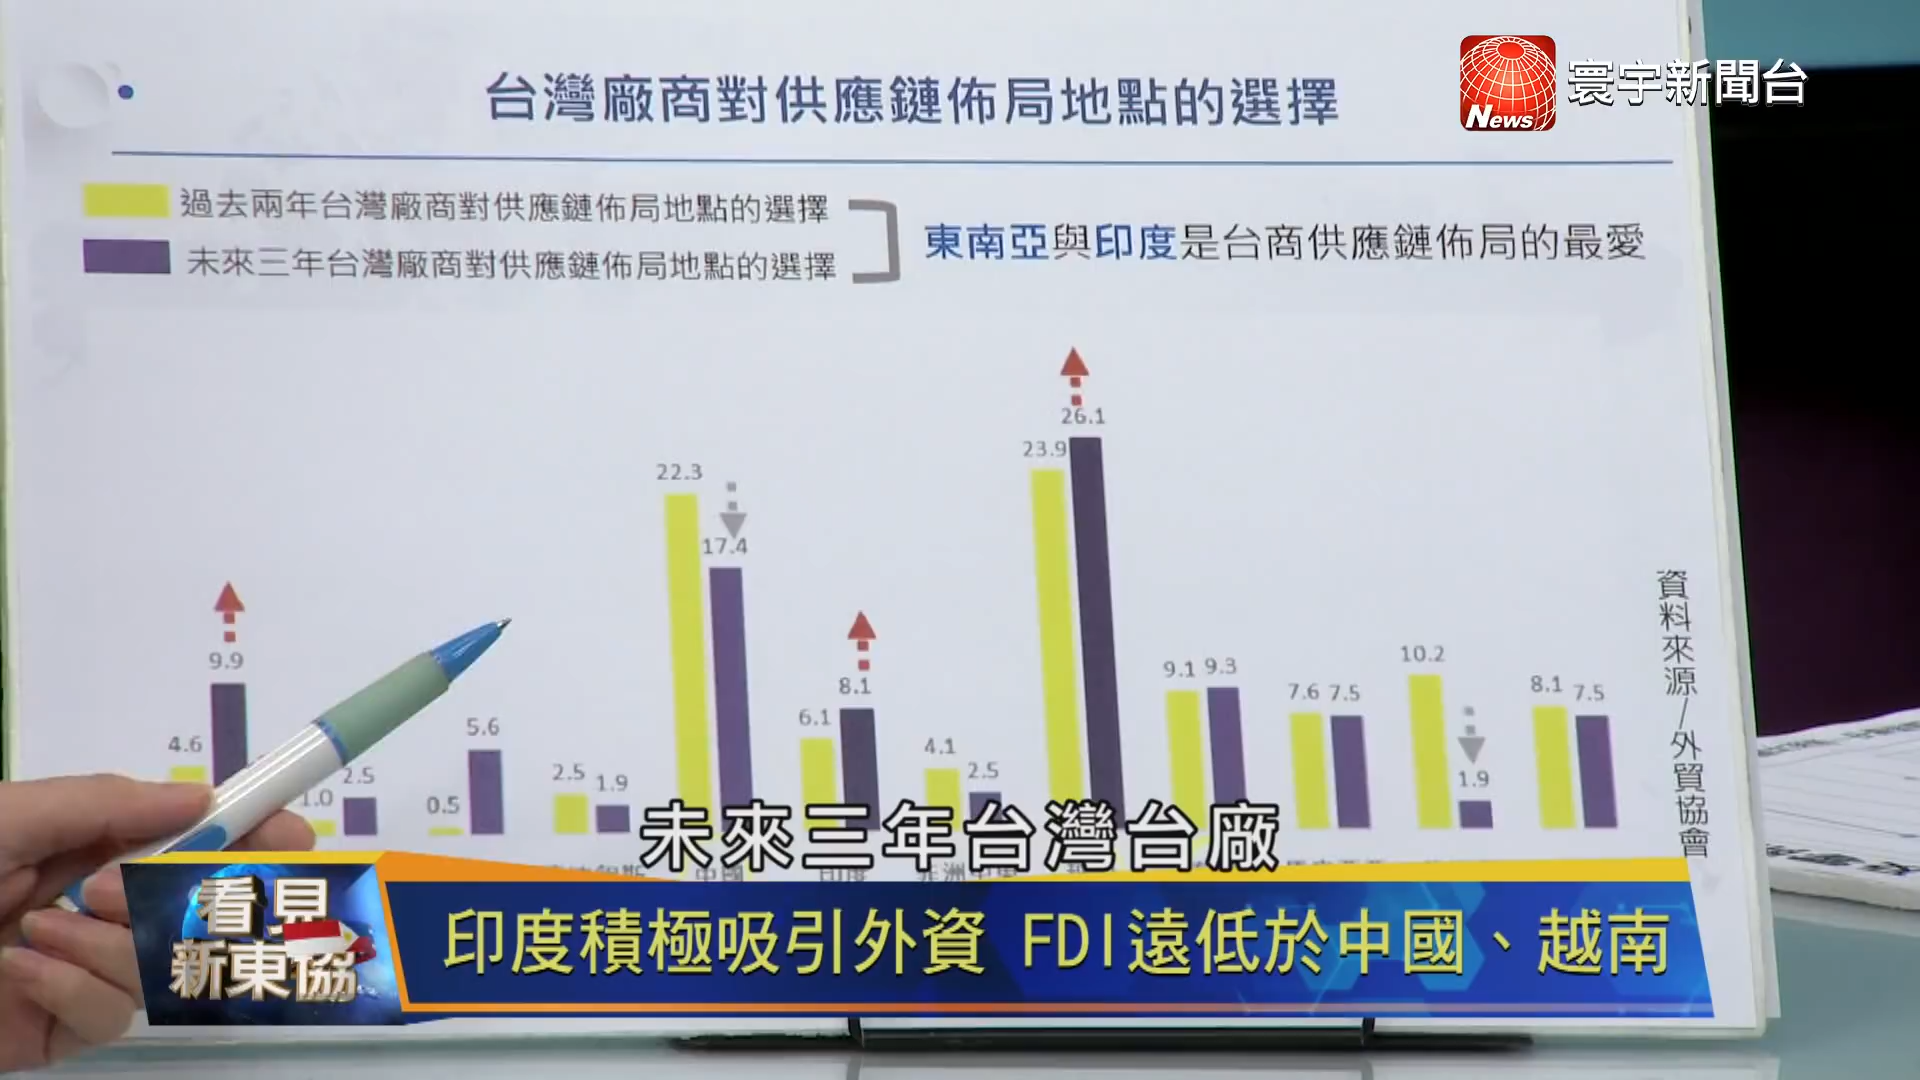 台灣廠商對供應鏈佈局地點的選擇
News 寰宇新聞台
過去兩年台灣廠商對供應鏈佈局地點的選擇
未來三年台灣廠商對供應鏈佈局地點的選擇
東南亞與印度是台商供應鏈佈局的最愛
4.6 9.9
1.0 2.5
0.5 5.6
2.5 1.9
22.3 17.4
6.1 8.1
4.1 2.5
23.9 26.1
9.1 9.3
7.6 7.5
10.2 1.9
8.1 7.5
中國 印度 非洲中東
資料來源/外貿協會
未來三年台灣台廠
看見
新東協
印度積極吸引外資 FDI遠低於中國、越南